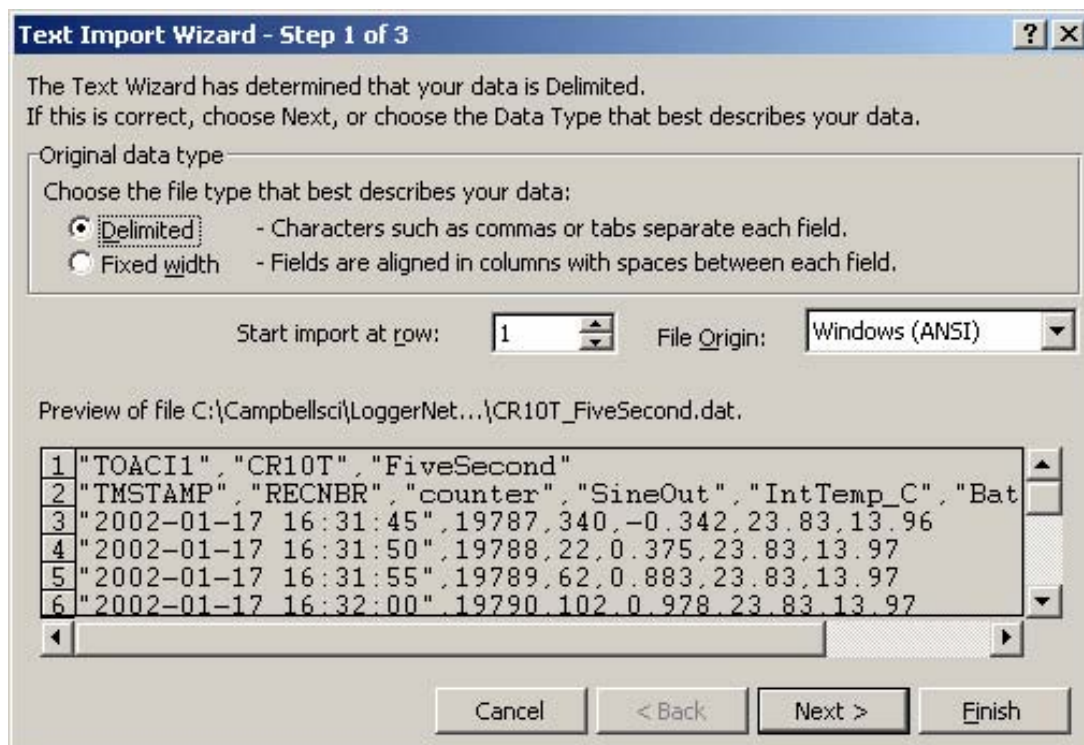 Text Import Wizard - Step 1 of 3
The Text Wizard has determined that your data is Delimited.
If this is correct, choose Next, or choose the Data Type that best describes your data.
Original data type
Choose the file type that best describes your data:
Delimited - Characters such as commas or tabs separate each field.
Fixed width - Fields are aligned in columns with spaces between each field.
Start import at row: 1 File Origin: Windows (ANSI)
Preview of file C:\Campbellsci\LoggerNet...\CR10T_FiveSecond.dat.
1 "TOACI1","CR10T","FiveSecond"
2 "TMSTAMP","RECNBR","counter","SineOut","IntTemp_C","Bat
3 "2002-01-17 16:31:45",19787,340,-0.342,23.83,13.96
4 "2002-01-17 16:31:50",19788,22,0.375,23.83,13.97
5 "2002-01-17 16:31:55",19789,62,0.883,23.83,13.97
6 "2002-01-17 16:32:00",19790,102,0.978,23.83,13.97
Cancel < Back Next > Finish